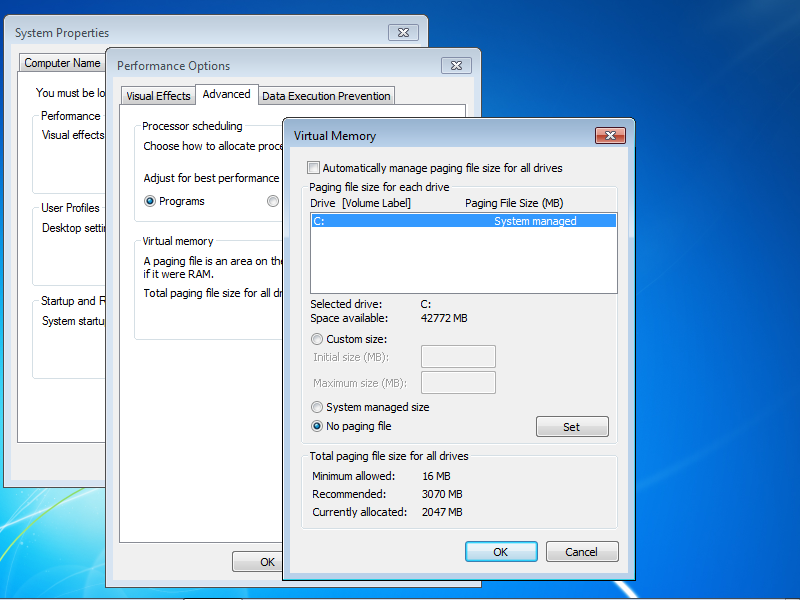 System Properties
Computer Name
You must be lo
Performance
Visual effects
User Profiles
Desktop setti
Startup and R
System startu
Performance Options
Visual Effects
Advanced
Data Execution Prevention
Processor scheduling
Choose how to allocate proce
Adjust for best performance
Programs
Virtual memory
A paging file is an area on the
if it were RAM.
Total paging file size for all dr
OK
Virtual Memory
Automatically manage paging file size for all drives
Paging file size for each drive
Drive [Volume Label] Paging File Size (MB)
C: System managed
Selected drive: C:
Space available: 42772 MB
Custom size:
Initial size (MB):
Maximum size (MB):
System managed size
No paging file
Set
Total paging file size for all drives
Minimum allowed: 16 MB
Recommended: 3070 MB
Currently allocated: 2047 MB
OK Cancel